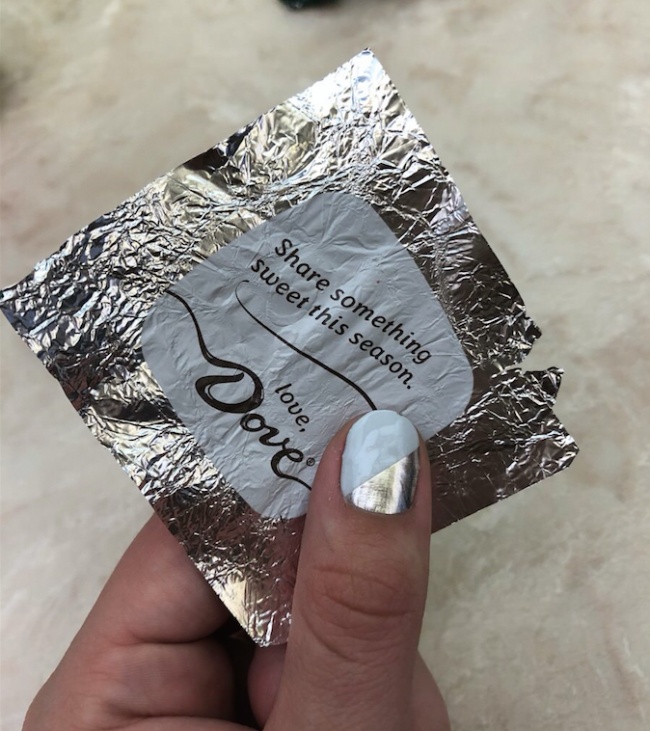 Share something
sweet this season.
love,
Dove®